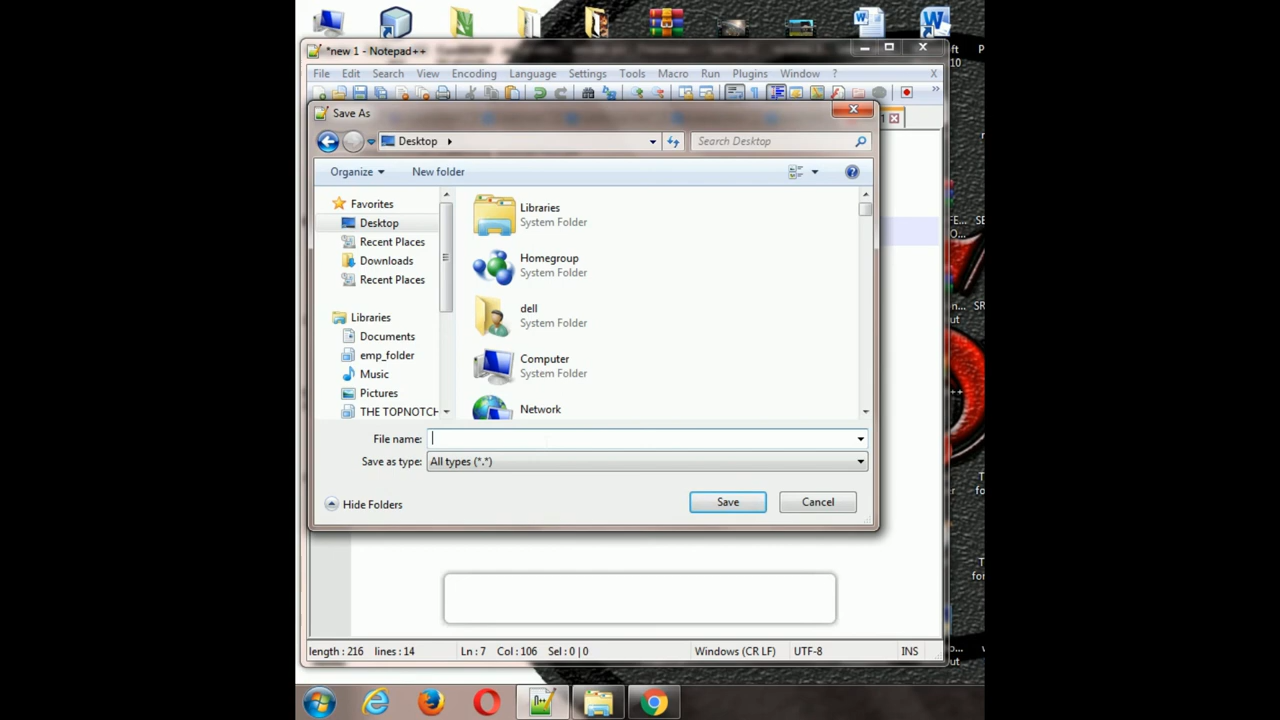 *new 1 - Notepad++
File Edit Search View Encoding Language Settings Tools Macro Run Plugins Window ? X
Save As
Desktop
Search Desktop
Organize
New folder
Favorites
Desktop
Recent Places
Downloads
Recent Places
Libraries
Documents
emp_folder
Music
Pictures
THE TOPNOTCH
Libraries
System Folder
Homegroup
System Folder
dell
System Folder
Computer
System Folder
Network
File name:
Save as type: All types (*.*)
Hide Folders
Save
Cancel
length : 216 lines : 14 Ln : 7 Col : 106 Sel : 0 | 0 Windows (CR LF) UTF-8 INS